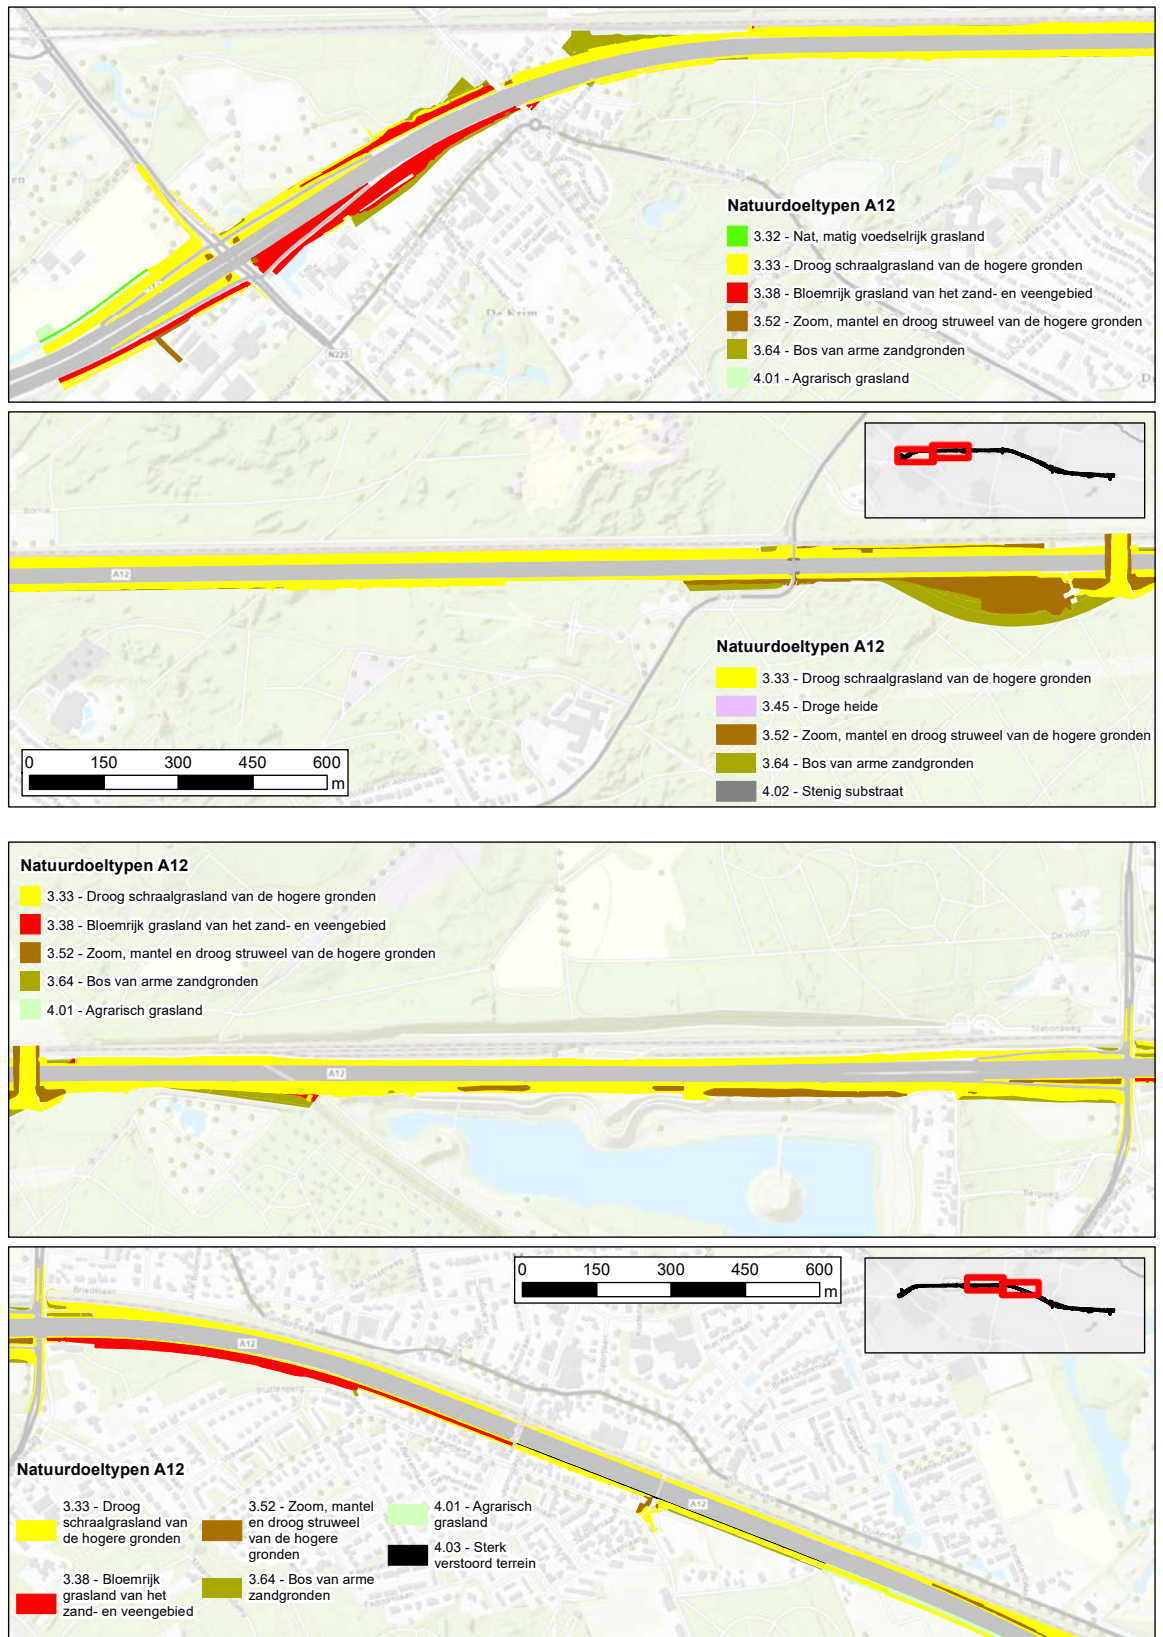 Natuurdoeltypen A12
3.32 - Nat, matig voedselrijk grasland
3.33 - Droog schraalgrasland van de hogere gronden
3.38 - Bloemrijk grasland van het zand- en veengebied
3.52 - Zoom, mantel en droog struweel van de hogere gronden
3.64 - Bos van arme zandgronden
4.01 - Agrarisch grasland
De Krim
N225
A12
Natuurdoeltypen A12
3.33 - Droog schraalgrasland van de hogere gronden
3.45 - Droge heide
3.52 - Zoom, mantel en droog struweel van de hogere gronden
3.64 - Bos van arme zandgronden
4.02 - Stenig substraat
0 150 300 450 600
m
Natuurdoeltypen A12
3.33 - Droog schraalgrasland van de hogere gronden
3.38 - Bloemrijk grasland van het zand- en veengebied
3.52 - Zoom, mantel en droog struweel van de hogere gronden
3.64 - Bos van arme zandgronden
4.01 - Agrarisch grasland
Stationsweg
A12
Bergweg
0 150 300 450 600
m
A12
A12
Natuurdoeltypen A12
3.33 - Droog
schraalgrasland van
de hogere gronden
3.38 - Bloemrijk
grasland van het
zand- en veengebied
3.52 - Zoom, mantel
en droog struweel
van de hogere
gronden
3.64 - Bos van arme
zandgronden
4.01 - Agrarisch
grasland
4.03 - Sterk
verstoord terrein